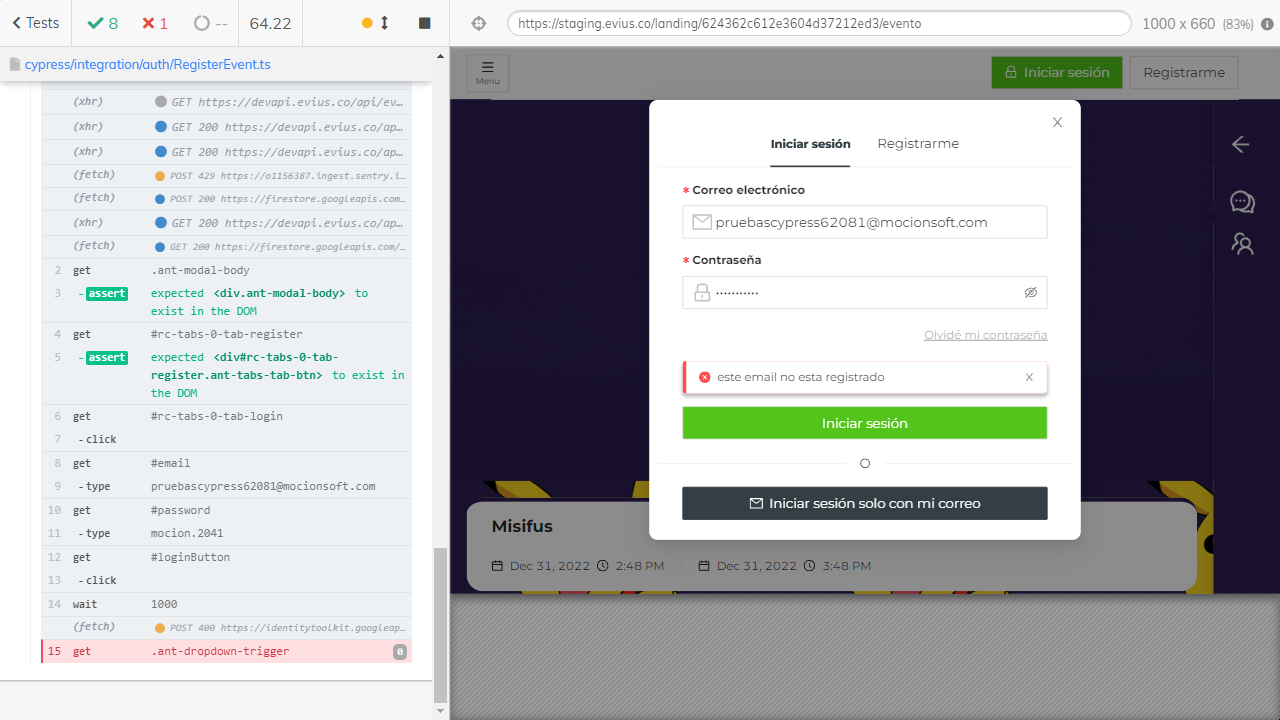 Tests 8 1 -- 64.22
https://staging.evius.co/landing/624362c612e3604d37212ed3/evento 1000 x 660 (83%)
cypress/integration/auth/RegisterEvent.ts
(xhr) GET https://devapi.evius.co/api/ev…
(xhr) GET 200 https://devapi.evius.co/ap…
(xhr) GET 200 https://devapi.evius.co/ap…
(fetch) POST 429 https://o1156387.ingest.sentry.i…
(fetch) POST 200 https://firestore.googleapis.com…
(xhr) GET 200 https://devapi.evius.co/ap…
(fetch) GET 200 https://firestore.googleapis.com/…
2 get .ant-modal-body
3 -assert expected <div.ant-modal-body> to
exist in the DOM
4 get #rc-tabs-0-tab-register
5 -assert expected <div#rc-tabs-0-tab-
register.ant-tabs-tab-btn> to exist in
the DOM
6 get #rc-tabs-0-tab-login
7 -click
8 get #email
9 -type pruebascypress62081@mocionsoft.com
10 get #password
11 -type mocion.2041
12 get #loginButton
13 -click
14 wait 1000
(fetch) POST 400 https://identitytoolkit.googleap…
15 get .ant-dropdown-trigger 0
Menu
Iniciar sesión Registrarme
Iniciar sesión Registrarme
* Correo electrónico
pruebascypress62081@mocionsoft.com
* Contraseña
•••••••••••
Olvidé mi contraseña
este email no esta registrado
Iniciar sesión
O
Iniciar sesión solo con mi correo
Misifus
Dec 31, 2022 2:48 PM Dec 31, 2022 3:48 PM